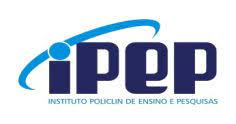 iPEP
INSTITUTO POLICLIN DE ENSINO E PESQUISAS